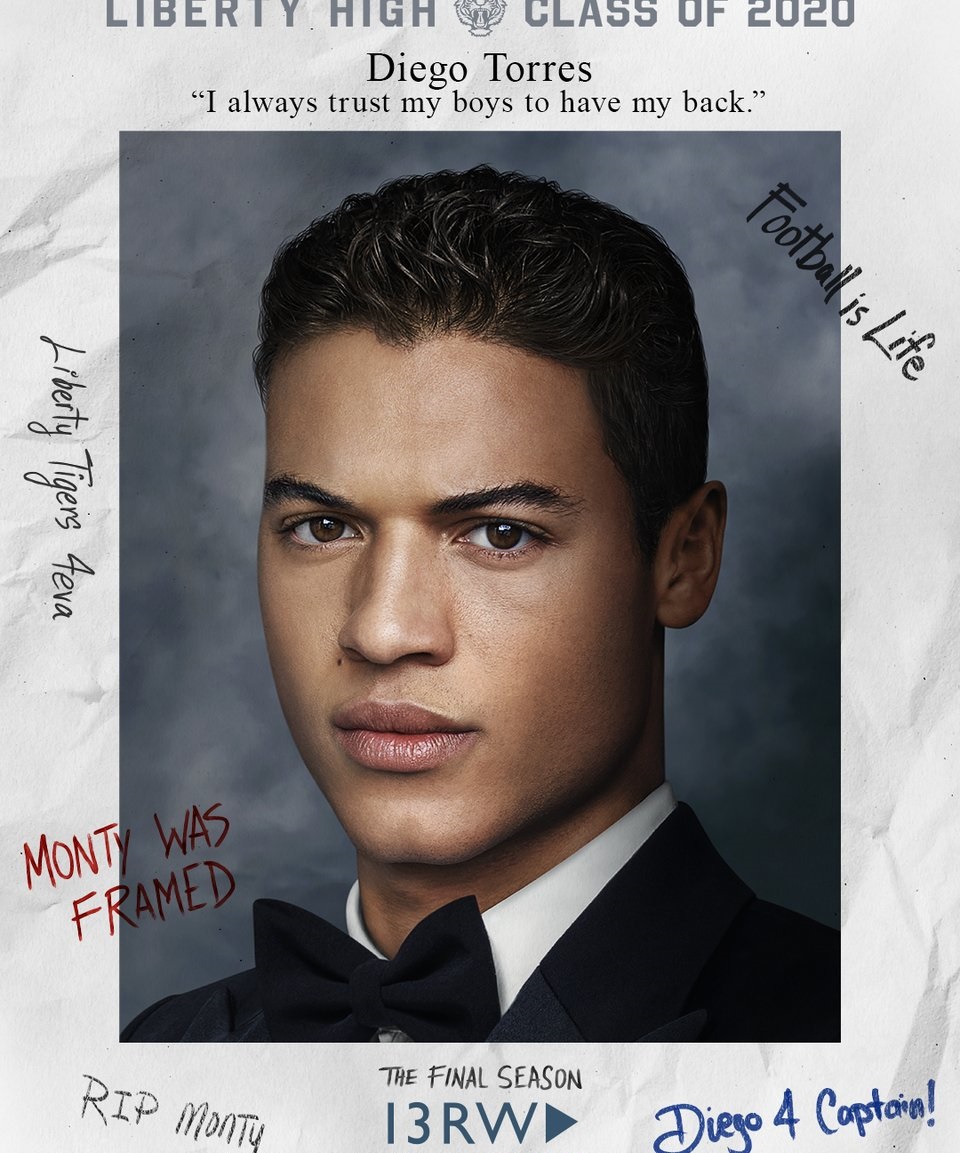 LIBERTY HIGH CLASS OF 2020
Diego Torres
“I always trust my boys to have my back.”
Football is Life
Liberty Tigers 4eva
MONTY WAS
FRAMED
THE FINAL SEASON
13RW
RIP Monty
Diego 4 Captain!